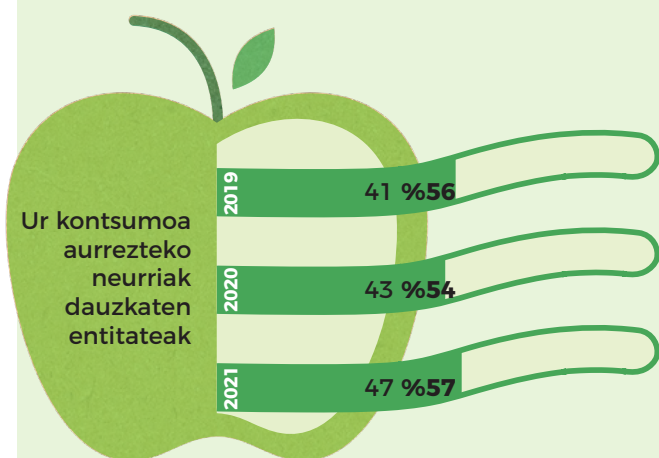 Ur kontsumoa
aurrezteko
neurriak
dauzkaten
entitateak
2019
41 %56
2020
43 %54
2021
47 %57